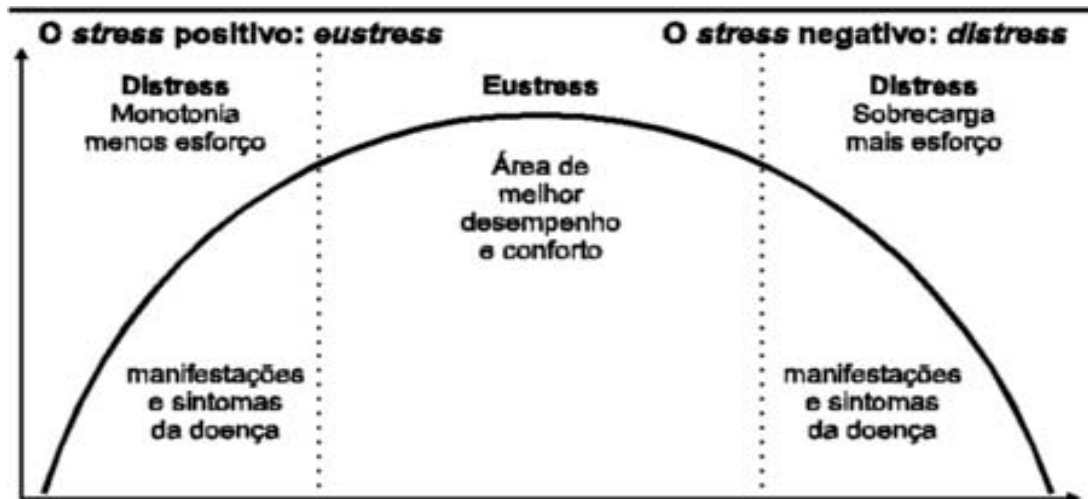 O stress positivo: eustress
O stress negativo: distress
Distress
Monotonia
menos esforço
Eustress
Área de
melhor
desempenho
e conforto
Distress
Sobrecarga
mais esforço
manifestações
e sintomas
da doença
manifestações
e sintomas
da doença